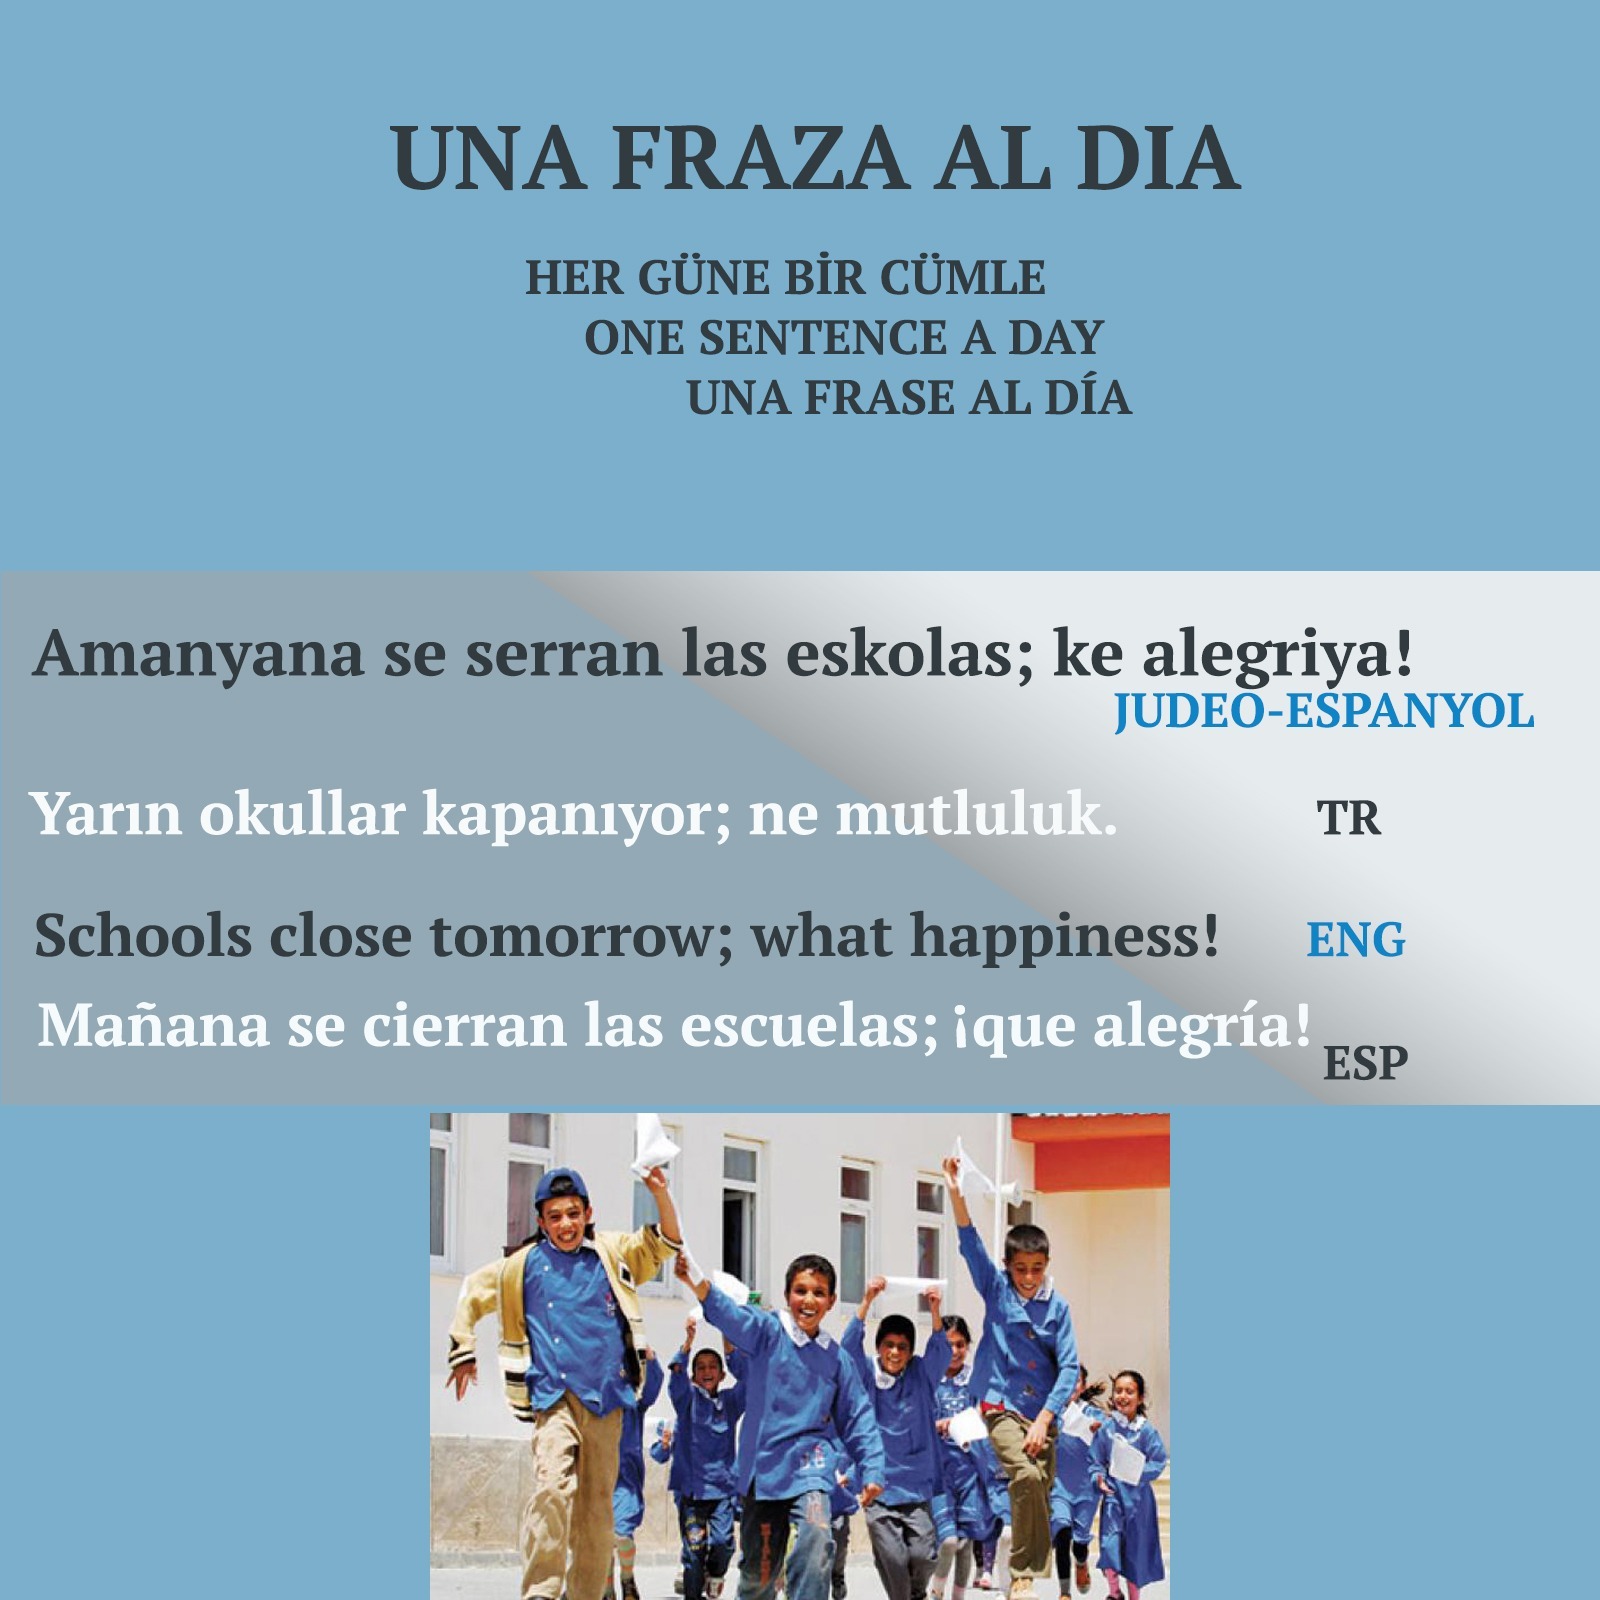 UNA FRAZA AL DIA
HER GÜNE BİR CÜMLE
ONE SENTENCE A DAY
UNA FRASE AL DÍA
Amanyana se serran las eskolas; ke alegriya!
JUDEO-ESPANYOL
Yarın okullar kapanıyor; ne mutluluk.
TR
Schools close tomorrow; what happiness!
ENG
Mañana se cierran las escuelas; ¡que alegría!
ESP